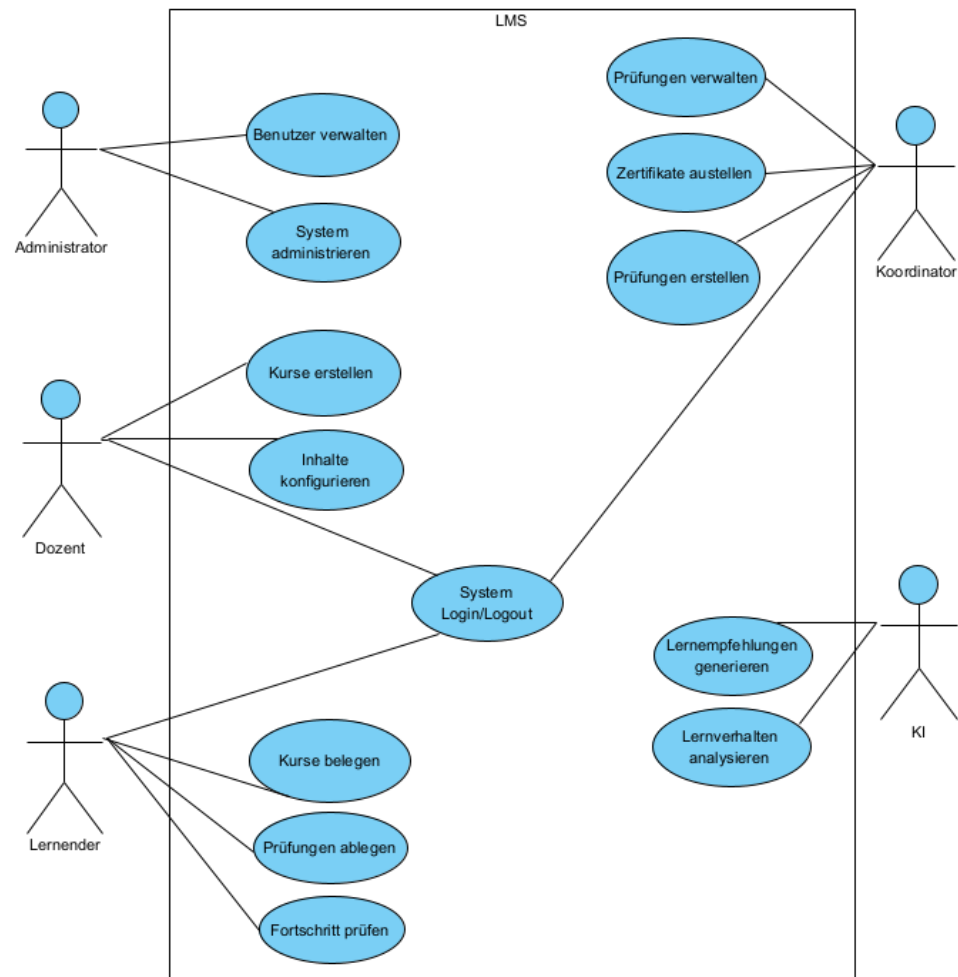 LMS
Prüfungen verwalten
Benutzer verwalten
Zertifikate austellen
Administrator
System
administrieren
Prüfungen erstellen
Koordinator
Kurse erstellen
Inhalte
konfigurieren
Dozent
System
Login/Logout
Lernempfehlungen
generieren
Lernverhalten
analysieren
KI
Kurse belegen
Lernender
Prüfungen ablegen
Fortschritt prüfen